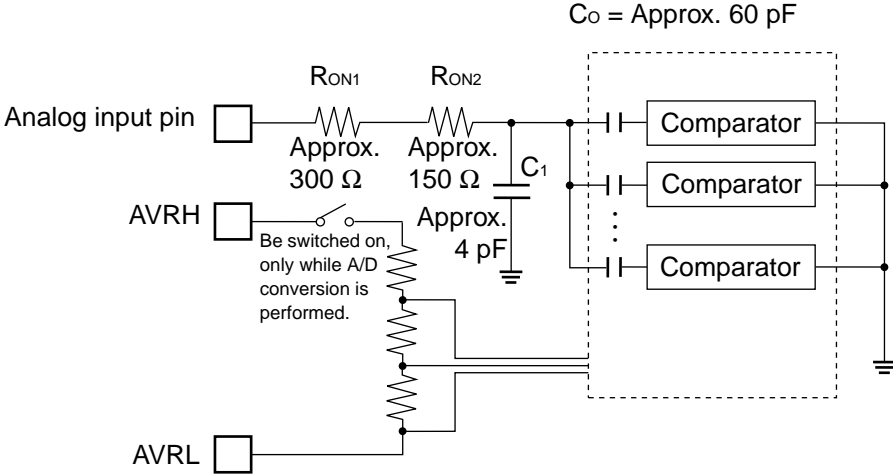 Co = Approx. 60 pF
RON1
RON2
Analog input pin
Comparator
Approx.
300 Ω
Approx.
150 Ω
C1
Comparator
AVRH
Approx.
4 pF
Be switched on,
only while A/D
conversion is
performed.
Comparator
AVRL